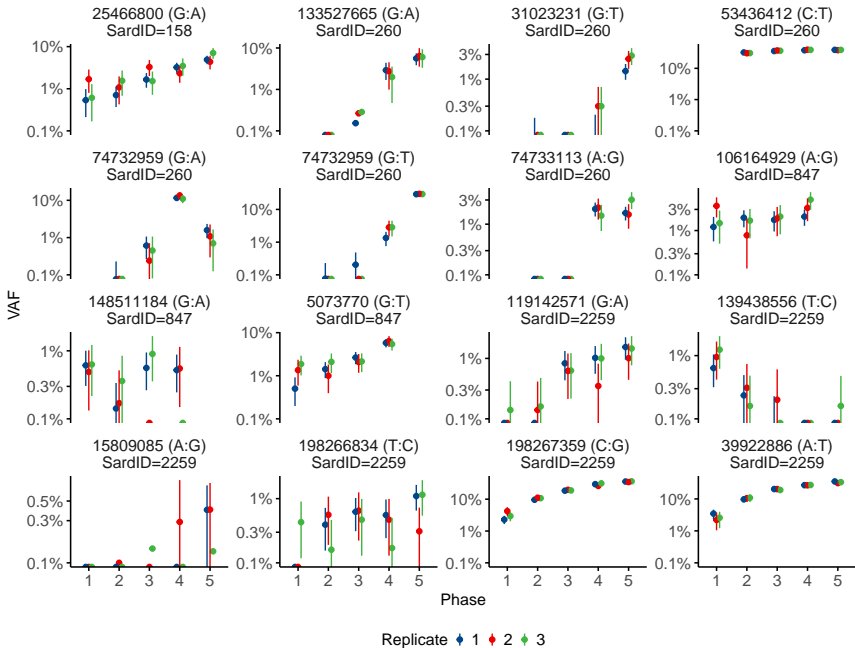 25466800 (G:A)
SardID=158
133527665 (G:A)
SardID=260
31023231 (G:T)
SardID=260
53436412 (C:T)
SardID=260
10%
1%
0.1%
10%
1%
0.1%
3%
1%
0.3%
0.1%
10%
1%
0.1%
74732959 (G:A)
SardID=260
74732959 (G:T)
SardID=260
74733113 (A:G)
SardID=260
106164929 (A:G)
SardID=847
10%
1%
0.1%
10%
1%
0.1%
3%
1%
0.3%
0.1%
3%
1%
0.3%
0.1%
VAF
148511184 (G:A)
SardID=847
5073770 (G:T)
SardID=847
119142571 (G:A)
SardID=2259
139438556 (T:C)
SardID=2259
1%
0.3%
0.1%
10%
1%
0.1%
1%
0.3%
0.1%
1%
0.3%
0.1%
15809085 (A:G)
SardID=2259
198266834 (T:C)
SardID=2259
198267359 (C:G)
SardID=2259
39922886 (A:T)
SardID=2259
0.5%
0.3%
0.1%
1%
0.3%
0.1%
10%
1%
0.1%
10%
1%
0.1%
1 2 3 4 5
1 2 3 4 5
1 2 3 4 5
1 2 3 4 5
Phase
Replicate 1 2 3